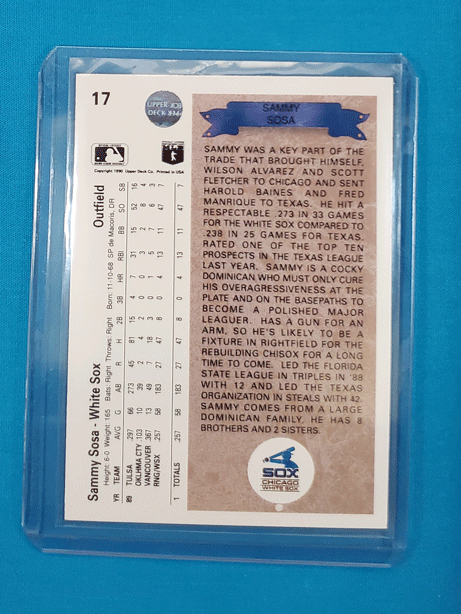 17
UPPER DECK
SAMMY
SOSA
SAMMY WAS A KEY PART OF THE
TRADE THAT BROUGHT HIMSELF,
WILSON ALVAREZ AND SCOTT
FLETCHER TO CHICAGO AND SENT
HAROLD BAINES AND FRED
MANRIQUE TO TEXAS. HE HIT A
RESPECTABLE .273 IN 33 GAMES
FOR THE WHITE SOX COMPARED TO
.238 IN 25 GAMES FOR TEXAS.
RATED ONE OF THE TOP TEN
PROSPECTS IN THE TEXAS LEAGUE
LAST YEAR. SAMMY IS A COCKY
DOMINICAN WHO MUST ONLY CURE
HIS OVERAGRESSIVENESS AT THE
PLATE AND ON THE BASEPATHS TO
BECOME A POLISHED MAJOR
LEAGUER. HAS A GUN FOR AN
ARM, SO HE'S LIKELY TO BE A
FIXTURE IN RIGHTFIELD FOR THE
REBUILDING CHISOX FOR A LONG
TIME TO COME. LED THE FLORIDA
STATE LEAGUE IN TRIPLES IN '88
WITH 12 AND LED THE TEXAS
ORGANIZATION IN STEALS WITH 42.
SAMMY COMES FROM A LARGE
DOMINICAN FAMILY, HE HAS 8
BROTHERS AND 2 SISTERS.
SOX
CHICAGO
WHITE SOX
Copyright 1990 Upper Deck Co. Printed in USA
Sammy Sosa - White Sox Outfield
Height: 6-0 Weight: 165 Bats: Right Throws: Right Born: 11-10-68 SP de Macoris, DR
YR TEAM AVG G AB R H 2B 3B HR RBI BB SO SB
89 TULSA .297 66 273 45 81 15 4 7 31 15 52 16
OKLHMA CTY .103 10 39 2 4 2 0 0 2 8 4
VANCOUVER .367 13 49 7 18 3 0 1 5 7 6 3
RNG/WSX .257 58 183 27 47 8 0 4 13 11 47 7
1 TOTALS .257 58 183 27 47 8 0 4 13 11 47 7